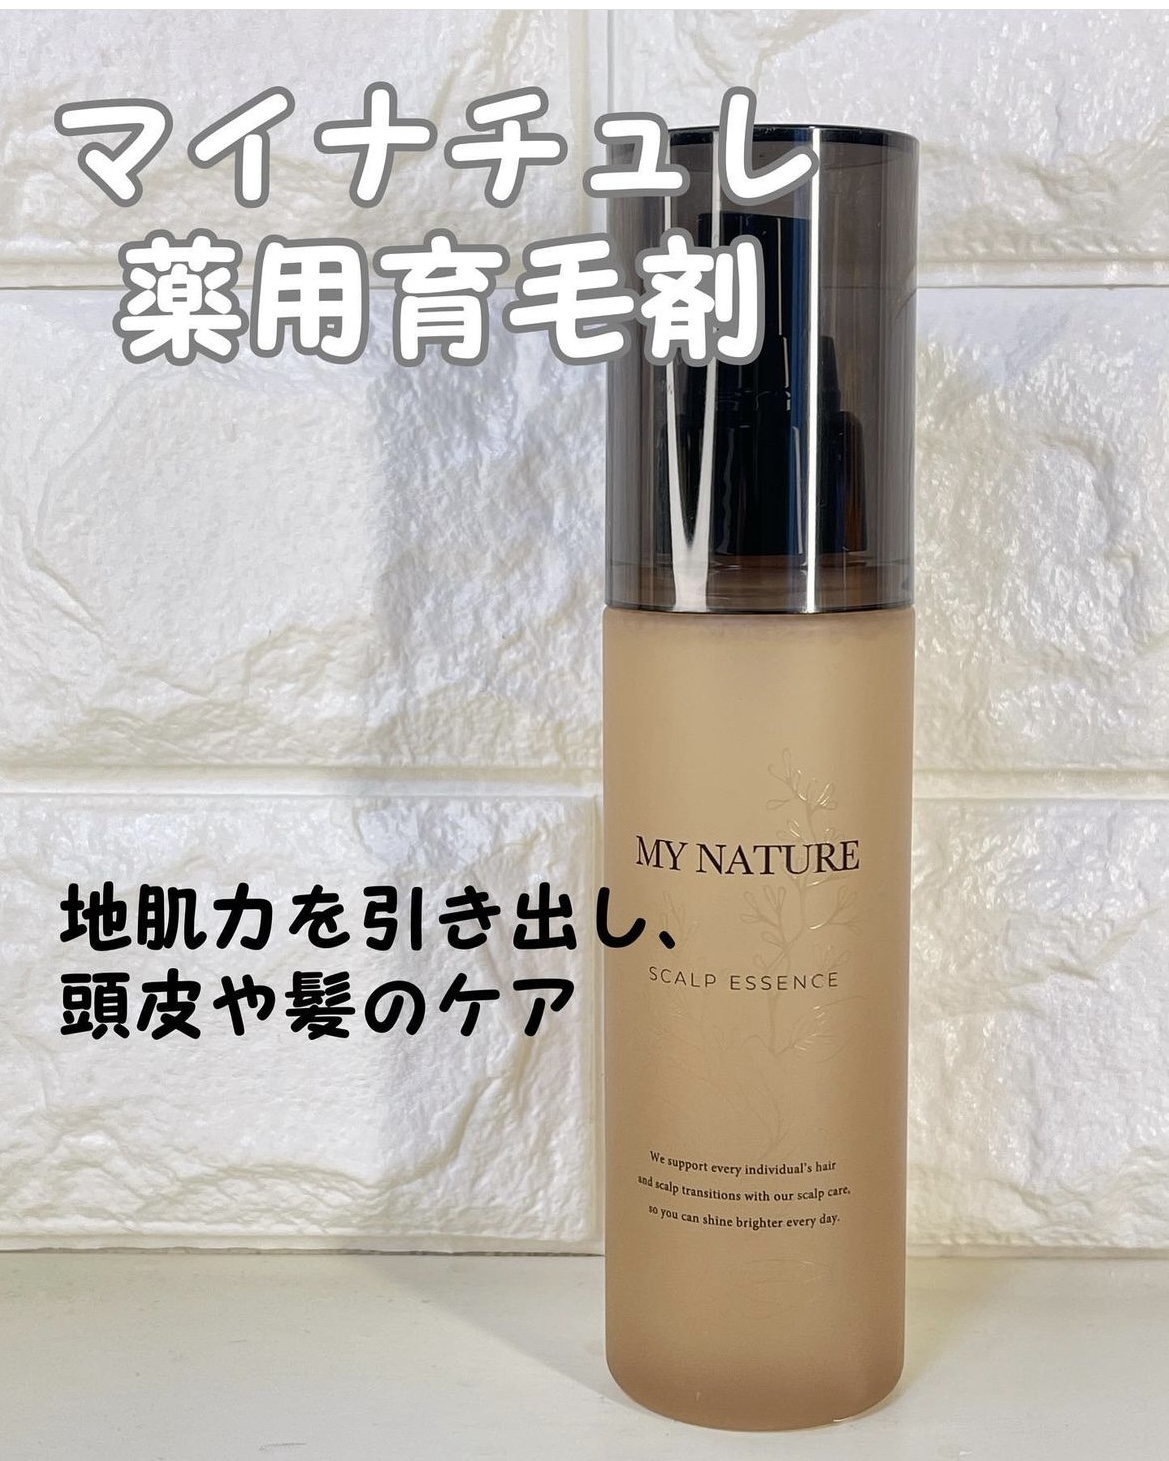 マイナチュレ
薬用育毛剤
地肌力を引き出し、
頭皮や髪のケア
MY NATURE
SCALP ESSENCE
We support every individual's hair
and scalp transitions with our scalp care,
so you can shine brighter every day.